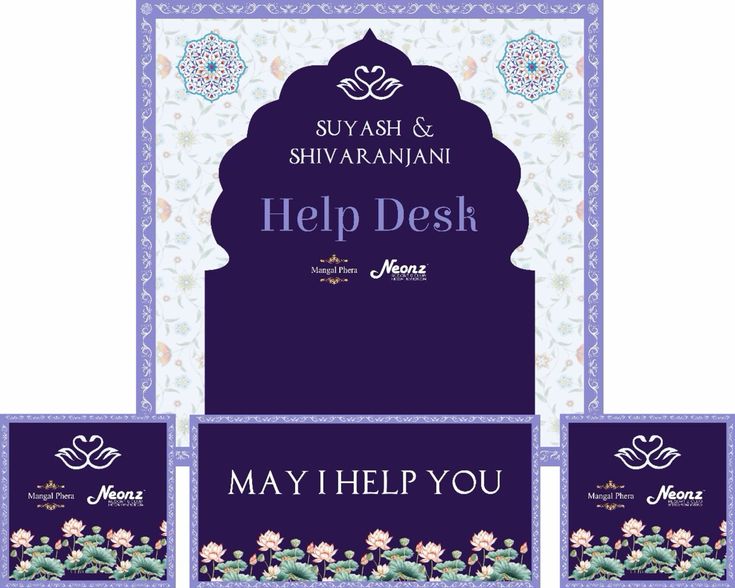 SUYASH &
SHIVARANJANI
Help Desk
Mangal Phera
Neonz
MAY I HELP YOU
Mangal Phera
Neonz
Mangal Phera
Neonz